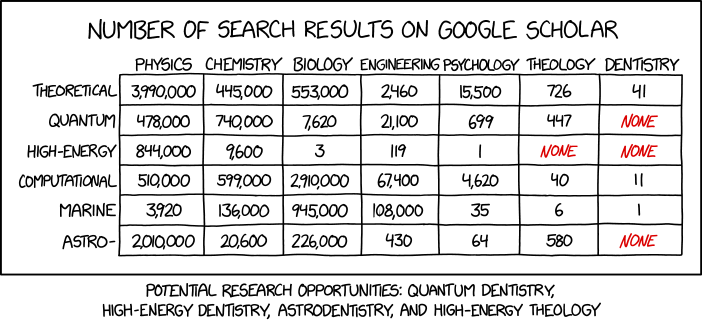 NUMBER OF SEARCH RESULTS ON GOOGLE SCHOLAR
PHYSICS CHEMISTRY BIOLOGY ENGINEERING PSYCHOLOGY THEOLOGY DENTISTRY
THEORETICAL 3,990,000 445,000 553,000 2,460 15,500 726 41
QUANTUM 478,000 740,000 7,620 21,100 699 447 NONE
HIGH-ENERGY 844,000 9,600 3 119 1 NONE NONE
COMPUTATIONAL 510,000 599,000 2,910,000 67,400 4,620 40 11
MARINE 3,920 136,000 945,000 108,000 35 6 1
ASTRO- 2,010,000 20,600 226,000 430 64 580 NONE
POTENTIAL RESEARCH OPPORTUNITIES: QUANTUM DENTISTRY,
HIGH-ENERGY DENTISTRY, ASTRODENTISTRY, AND HIGH-ENERGY THEOLOGY